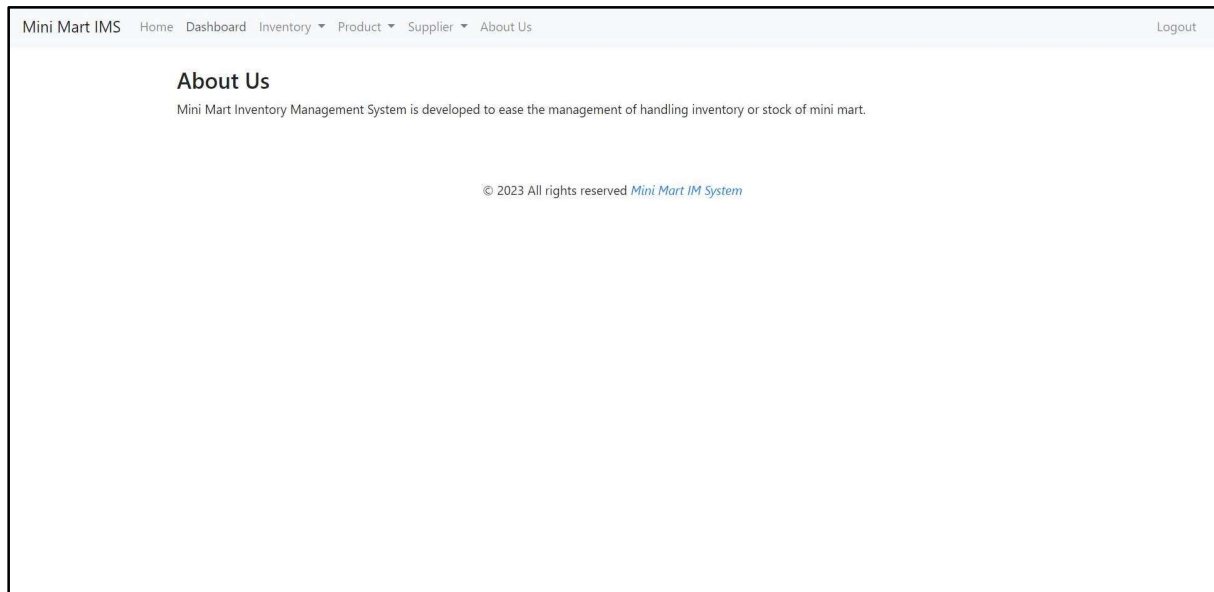 Mini Mart IMS Home Dashboard Inventory Product Supplier About Us Logout
About Us
Mini Mart Inventory Management System is developed to ease the management of handling inventory or stock of mini mart.
© 2023 All rights reserved Mini Mart IM System